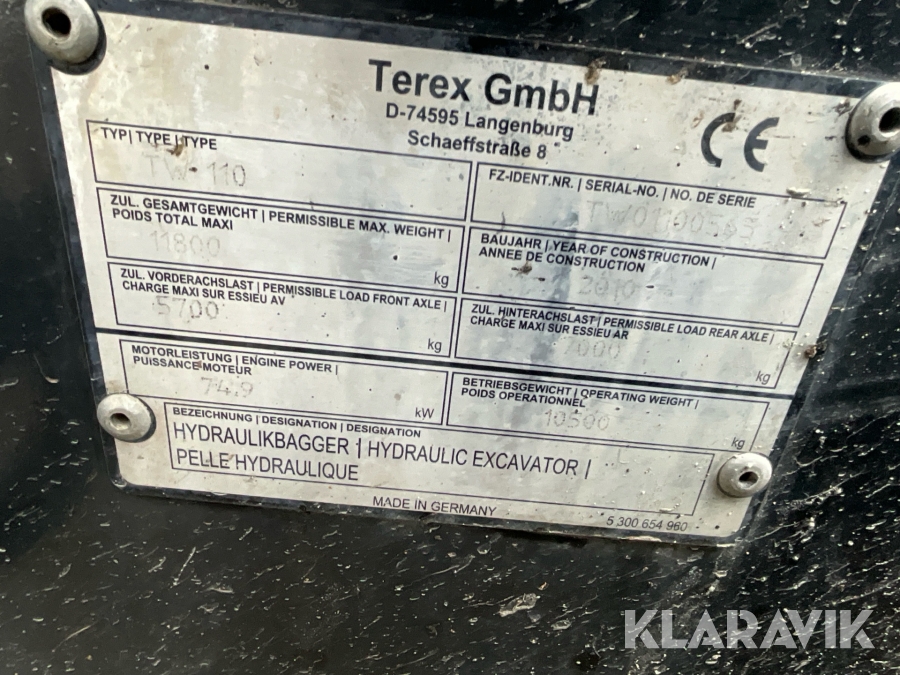 Terex GmbH
D-74595 Langenburg
Schaeffstraße 8
CE
TYP | TYPE | TYPE
TW 110
FZ-IDENT.NR. | SERIAL-NO. | NO. DE SERIE
ZUL. GESAMTGEWICHT | PERMISSIBLE MAX. WEIGHT |
POIDS TOTAL MAXI
11800
kg
BAUJAHR | YEAR OF CONSTRUCTION |
ANNEE DE CONSTRUCTION
2010
ZUL. VORDERACHSLAST | PERMISSIBLE LOAD FRONT AXLE |
CHARGE MAXI SUR ESSIEU AV
5700
kg
ZUL. HINTERACHSLAST | PERMISSIBLE LOAD REAR AXLE |
CHARGE MAXI SUR ESSIEU AR
7000
kg
MOTORLEISTUNG | ENGINE POWER |
PUISSANCE MOTEUR
74.9
kW
BETRIEBSGEWICHT | OPERATING WEIGHT |
POIDS OPERATIONNEL
10500
kg
BEZEICHNUNG | DESIGNATION | DESIGNATION
HYDRAULIKBAGGER | HYDRAULIC EXCAVATOR |
PELLE HYDRAULIQUE
MADE IN GERMANY
5 300 654 960
KLARAVIK